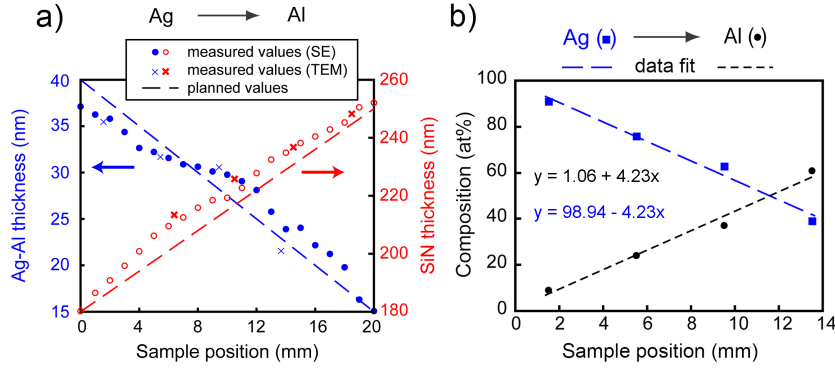 a)
Ag Al
measured values (SE)
measured values (TEM)
planned values
Ag-Al thickness (nm)
40
35
30
25
20
15
260
240
220
200
180
SiN thickness (nm)
0 4 8 12 16 20
Sample position (mm)
b)
Ag (■) Al (•)
data fit
Composition (at%)
100
80
60
40
20
0
y = 1.06 + 4.23x
y = 98.94 - 4.23x
0 2 4 6 8 10 12 14
Sample position (mm)